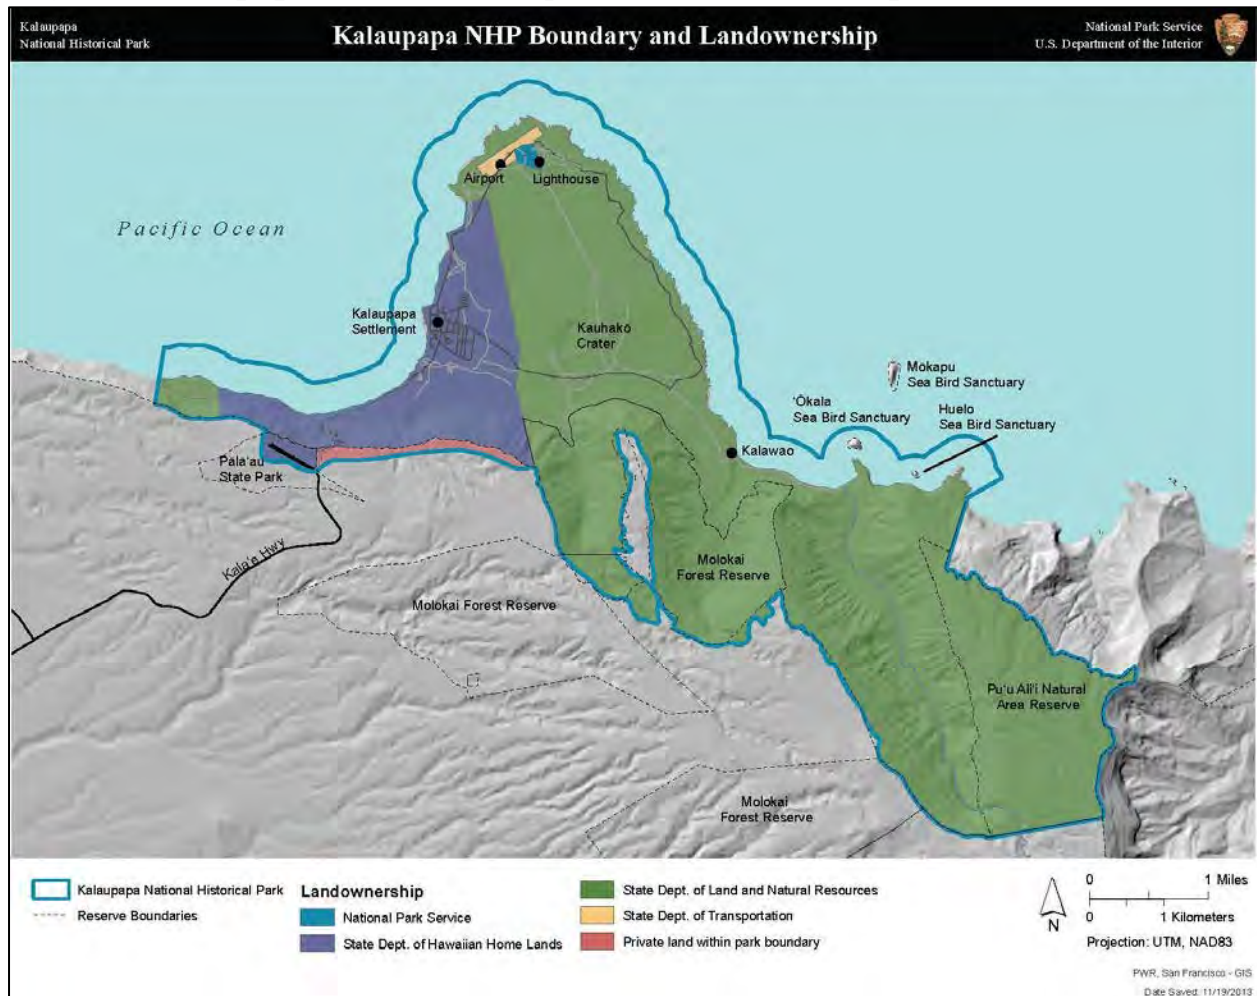 Kalaupapa
National Historical Park
Kalaupapa NHP Boundary and Landownership
National Park Service
U.S. Department of the Interior
Pacific Ocean
Airport
Lighthouse
Kalaupapa
Settlement
Kauhakō
Crater
Mōkapu
Sea Bird Sanctuary
'Ōkala
Sea Bird Sanctuary
Huelo
Sea Bird Sanctuary
Kalawao
Pala'au
State Park
Kala'e Hwy
Molokai
Forest Reserve
Molokai Forest Reserve
Pu'u Ali'i Natural
Area Reserve
Molokai
Forest Reserve
Kalaupapa National Historical Park
Reserve Boundaries
Landownership
National Park Service
State Dept. of Hawaiian Home Lands
State Dept. of Land and Natural Resources
State Dept. of Transportation
Private land within park boundary
N
0 1 Miles
0 1 Kilometers
Projection: UTM, NAD83
PWR, San Francisco - GIS
Date Saved: 11/19/2013